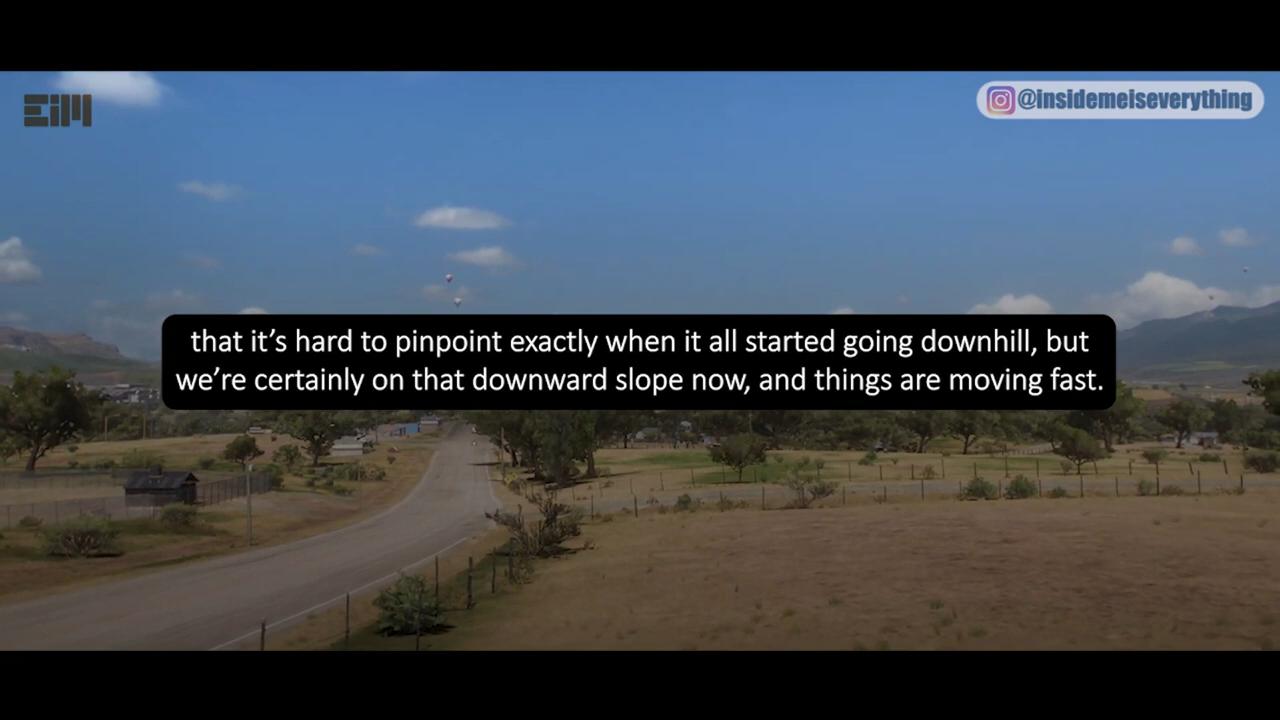 EiM
@insidemeiseverything
that it’s hard to pinpoint exactly when it all started going downhill, but
we’re certainly on that downward slope now, and things are moving fast.